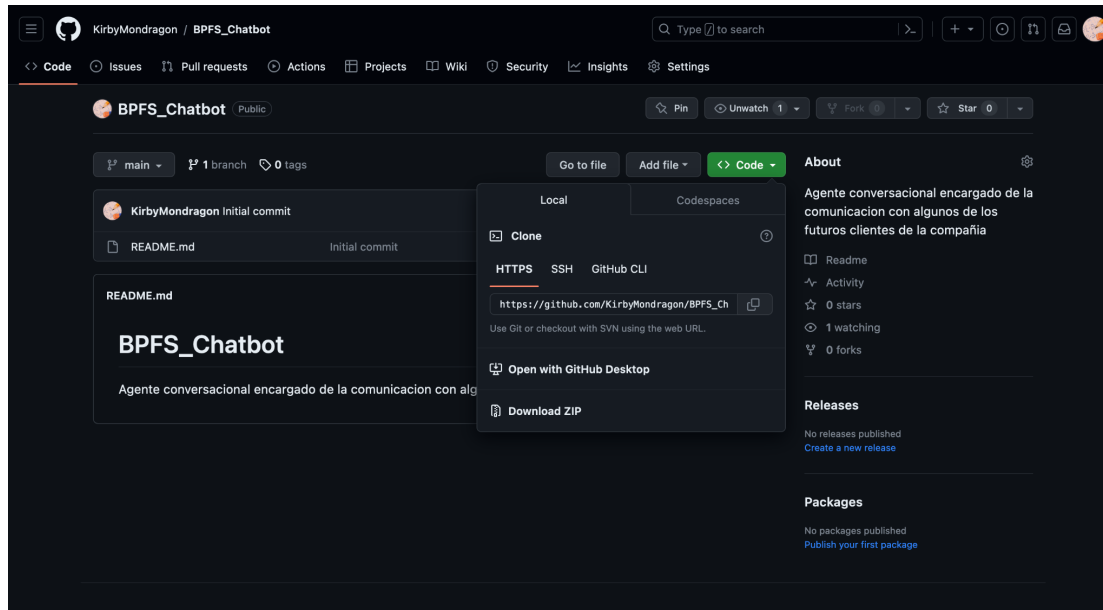 KirbyMondragon / BPFS_Chatbot
Type / to search
Code Issues Pull requests Actions Projects Wiki Security Insights Settings
BPFS_Chatbot Public
Pin Unwatch 1 Fork 0 Star 0
main 1 branch 0 tags
Go to file Add file Code
KirbyMondragon Initial commit
README.md Initial commit
README.md
BPFS_Chatbot
Agente conversacional encargado de la comunicacion con alg
Local Codespaces
Clone
HTTPS SSH GitHub CLI
https://github.com/KirbyMondragon/BPFS_Ch
Use Git or checkout with SVN using the web URL.
Open with GitHub Desktop
Download ZIP
About
Agente conversacional encargado de la
comunicacion con algunos de los
futuros clientes de la compañia
Readme
Activity
0 stars
1 watching
0 forks
Releases
No releases published
Create a new release
Packages
No packages published
Publish your first package